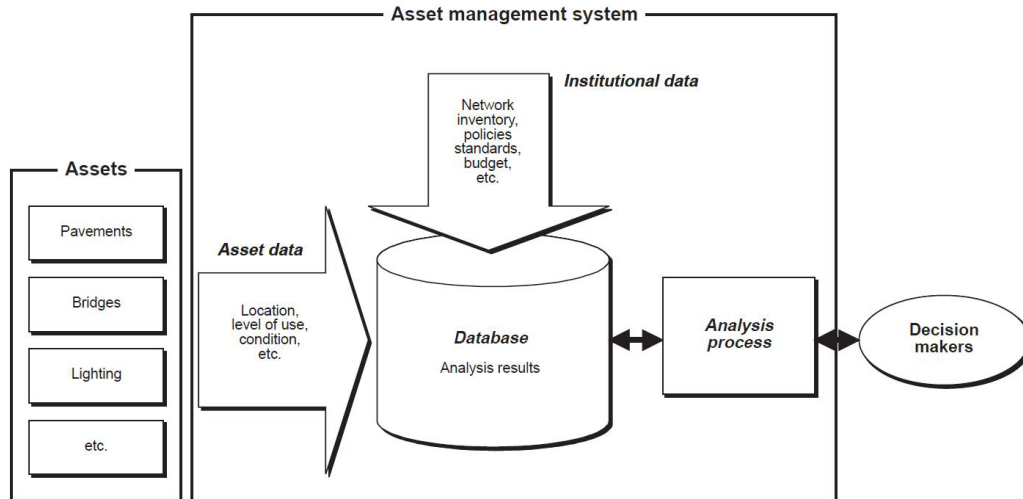 Asset management system
Institutional data
Network
inventory,
policies
standards,
budget,
etc.
Assets
Pavements
Bridges
Lighting
etc.
Asset data
Location,
level of use,
condition,
etc.
Database
Analysis results
Analysis
process
Decision
makers